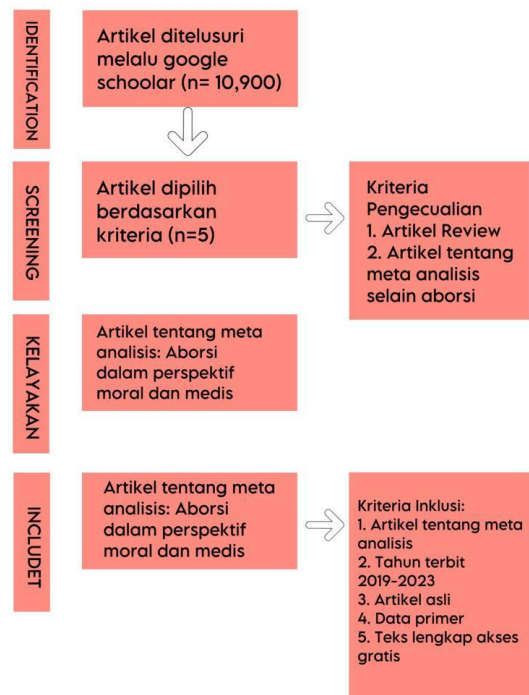 IDENTIFICATION
Artikel ditelusuri
melalu google
schoolar (n= 10,900)
SCREENING
Artikel dipilih
berdasarkan
kriteria (n=5)
Kriteria
Pengecualian
1. Artikel Review
2. Artikel tentang
meta analisis
selain aborsi
KELAYAKAN
Artikel tentang meta
analisis: Aborsi
dalam perspektif
moral dan medis
INCLUDET
Artikel tentang meta
analisis: Aborsi
dalam perspektif
moral dan medis
Kriteria Inklusi:
1. Artikel tentang meta
analisis
2. Tahun terbit
2019-2023
3. Artikel asli
4. Data primer
5. Teks lengkap akses
gratis